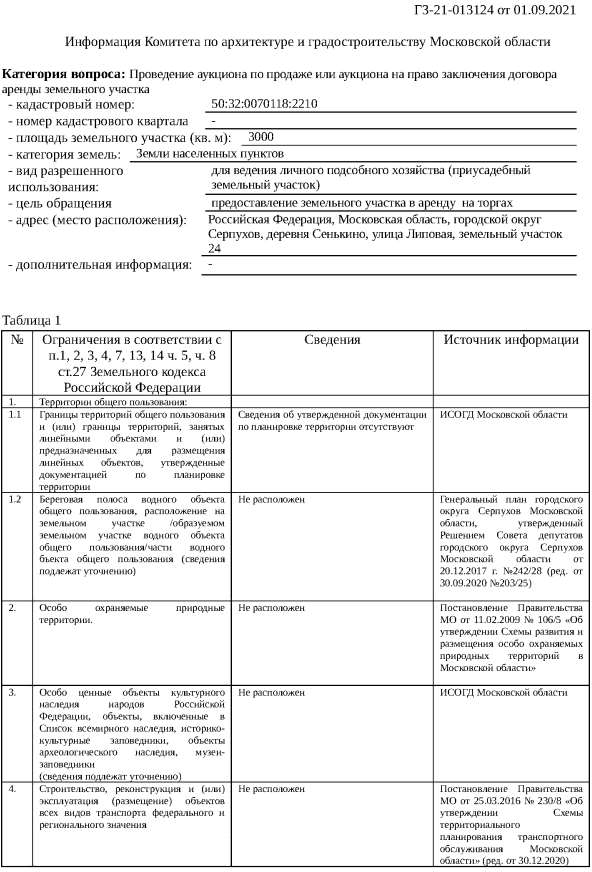 ГЗ-21-013124 от 01.09.2021
Информация Комитета по архитектуре и градостроительству Московской области
Категория вопроса: Проведение аукциона по продаже или аукциона на право заключения договора
аренды земельного участка
- кадастровый номер: 50:32:0070118:2210
- номер кадастрового квартала -
- площадь земельного участка (кв. м): 3000
- категория земель: Земли населенных пунктов
- вид разрешенного использования: для ведения личного подсобного хозяйства (приусадебный
земельный участок)
- цель обращения предоставление земельного участка в аренду на торгах
- адрес (место расположения): Российская Федерация, Московская область, городской округ
Серпухов, деревня Сенькино, улица Липовая, земельный участок
24
- дополнительная информация: -
Таблица 1
№
Ограничения в соответствии с
п.1, 2, 3, 4, 7, 13, 14 ч. 5, ч. 8
ст.27 Земельного кодекса
Российской Федерации
Сведения
Источник информации
1.
Территории общего пользования:
1.1
Границы территорий общего пользования
и (или) границы территорий, занятых
линейными объектами и (или)
предназначенных для размещения
линейных объектов, утвержденные
документацией по планировке
территории
Сведения об утвержденной документации
по планировке территории отсутствуют
ИСОГД Московской области
1.2
Береговая полоса водного объекта
общего пользования, расположение на
земельном участке /образуемом
земельном участке водного объекта
общего пользования/части водного
бъекта общего пользования (сведения
подлежат уточнению)
Не расположен
Генеральный план городского
округа Серпухов Московской
области, утвержденный
Решением Совета депутатов
городского округа Серпухов
Московской области от
20.12.2017 г. №242/28 (ред. от
30.09.2020 №203/25)
2.
Особо охраняемые природные
территории.
Не расположен
Постановление Правительства
МО от 11.02.2009 № 106/5 «Об
утверждении Схемы развития и
размещения особо охраняемых
природных территорий в
Московской области»
3.
Особо ценные объекты культурного
наследия народов Российской
Федерации, объекты, включенные в
Список всемирного наследия, историко-
культурные заповедники, объекты
археологического наследия, музеи-
заповедники
(сведения подлежат уточнению)
Не расположен
ИСОГД Московской области
4.
Строительство, реконструкция и (или)
эксплуатация (размещение) объектов
всех видов транспорта федерального и
регионального значения
Не расположен
Постановление Правительства
МО от 25.03.2016 № 230/8 «Об
утверждении Схемы
территориального
планирования транспортного
обслуживания Московской
области» (ред. от 30.12.2020)